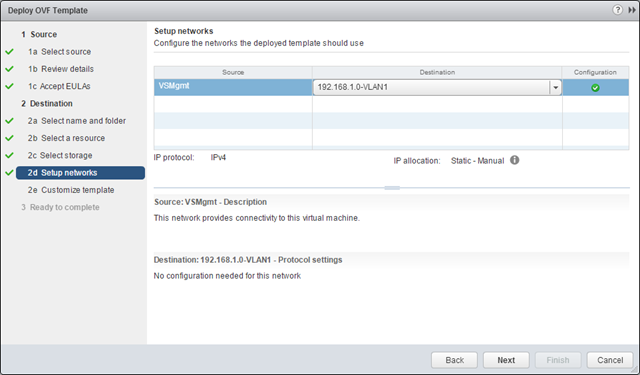 Deploy OVF Template
1 Source
1a Select source
1b Review details
1c Accept EULAs
2 Destination
2a Select name and folder
2b Select a resource
2c Select storage
2d Setup networks
2e Customize template
3 Ready to complete
Setup networks
Configure the networks the deployed template should use
Source Destination Configuration
VSMgmt 192.168.1.0-VLAN1
IP protocol: IPv4 IP allocation: Static - Manual
Source: VSMgmt - Description
This network provides connectivity to this virtual machine.
Destination: 192.168.1.0-VLAN1 - Protocol settings
No configuration needed for this network
Back Next Finish Cancel